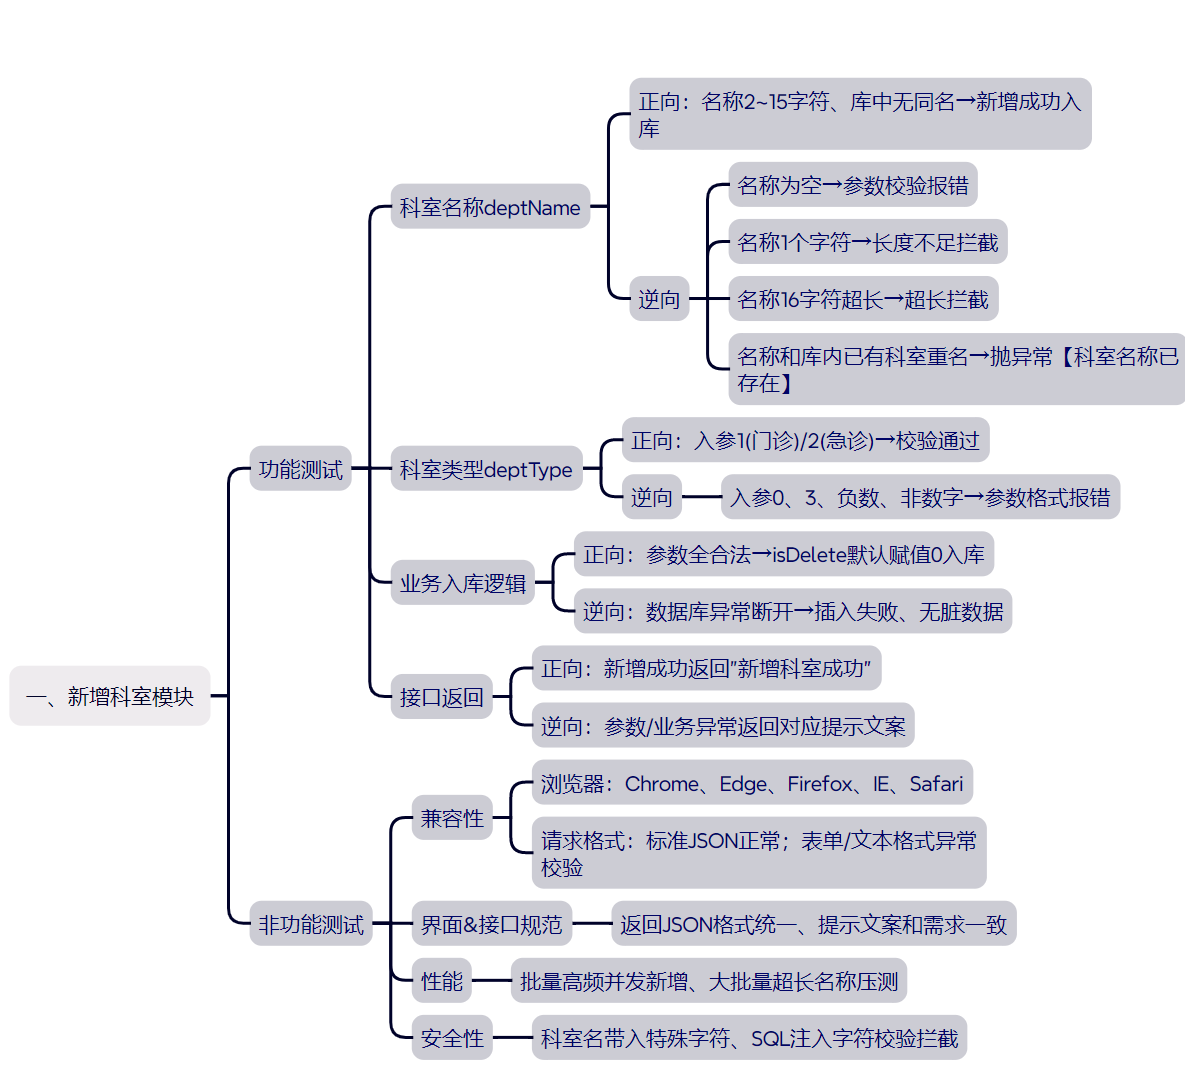 一、新增科室模块
功能测试
科室名称deptName
正向：名称2~15字符、库中无同名→新增成功入
库
逆向
名称为空→参数校验报错
名称1个字符→长度不足拦截
名称16字符超长→超长拦截
名称和库内已有科室重名→抛异常【科室名称已
存在】
科室类型deptType
正向：入参1(门诊)/2(急诊)→校验通过
逆向
入参0、3、负数、非数字→参数格式报错
业务入库逻辑
正向：参数全合法→isDelete默认赋值0入库
逆向：数据库异常断开→插入失败、无脏数据
接口返回
正向：新增成功返回"新增科室成功"
逆向：参数/业务异常返回对应提示文案
非功能测试
兼容性
浏览器：Chrome、Edge、Firefox、IE、Safari
请求格式：标准JSON正常；表单/文本格式异常
校验
界面&接口规范
返回JSON格式统一、提示文案和需求一致
性能
批量高频并发新增、大批量超长名称压测
安全性
科室名带入特殊字符、SQL注入字符校验拦截